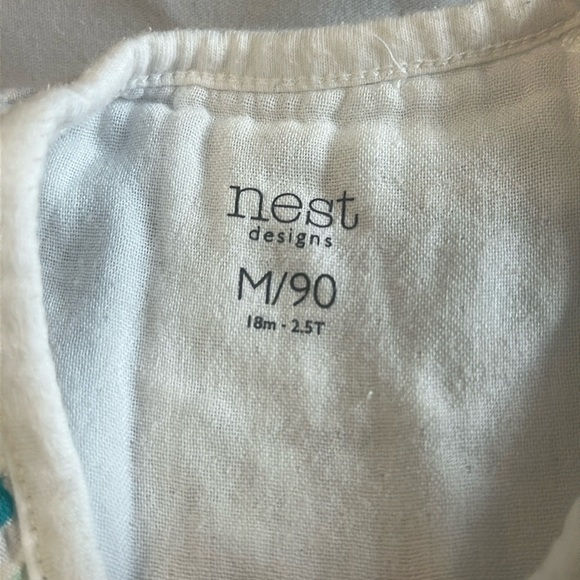 nest
designs
M/90
18m - 2.5T